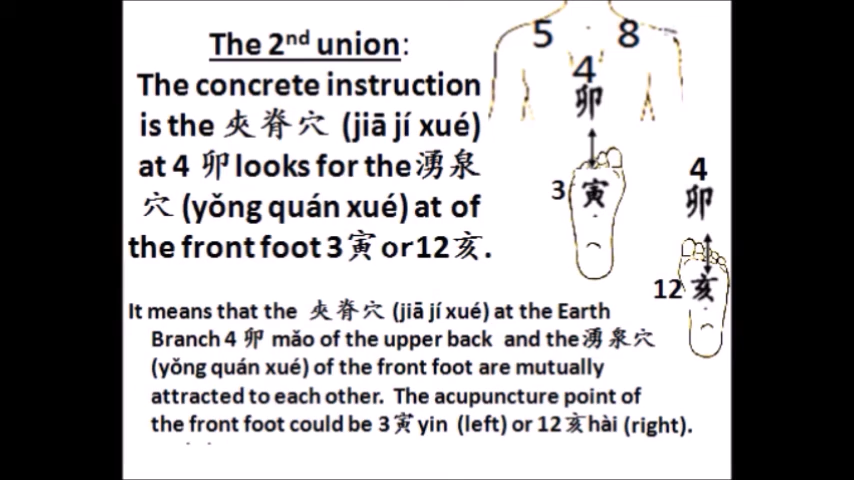 The 2nd union:
The concrete instruction
is the 夾脊穴 (jiā jí xué)
at 4 卯 looks for the 湧泉
穴 (yǒng quán xué) at of
the front foot 3寅 or 12亥.
5 8
4
卯
3 寅
4
卯
12 亥
It means that the 夾脊穴 (jiā jí xué) at the Earth
Branch 4 卯 mǎo of the upper back and the 湧泉穴
(yǒng quán xué) of the front foot are mutually
attracted to each other. The acupuncture point of
the front foot could be 3寅 yin (left) or 12亥 hài (right).